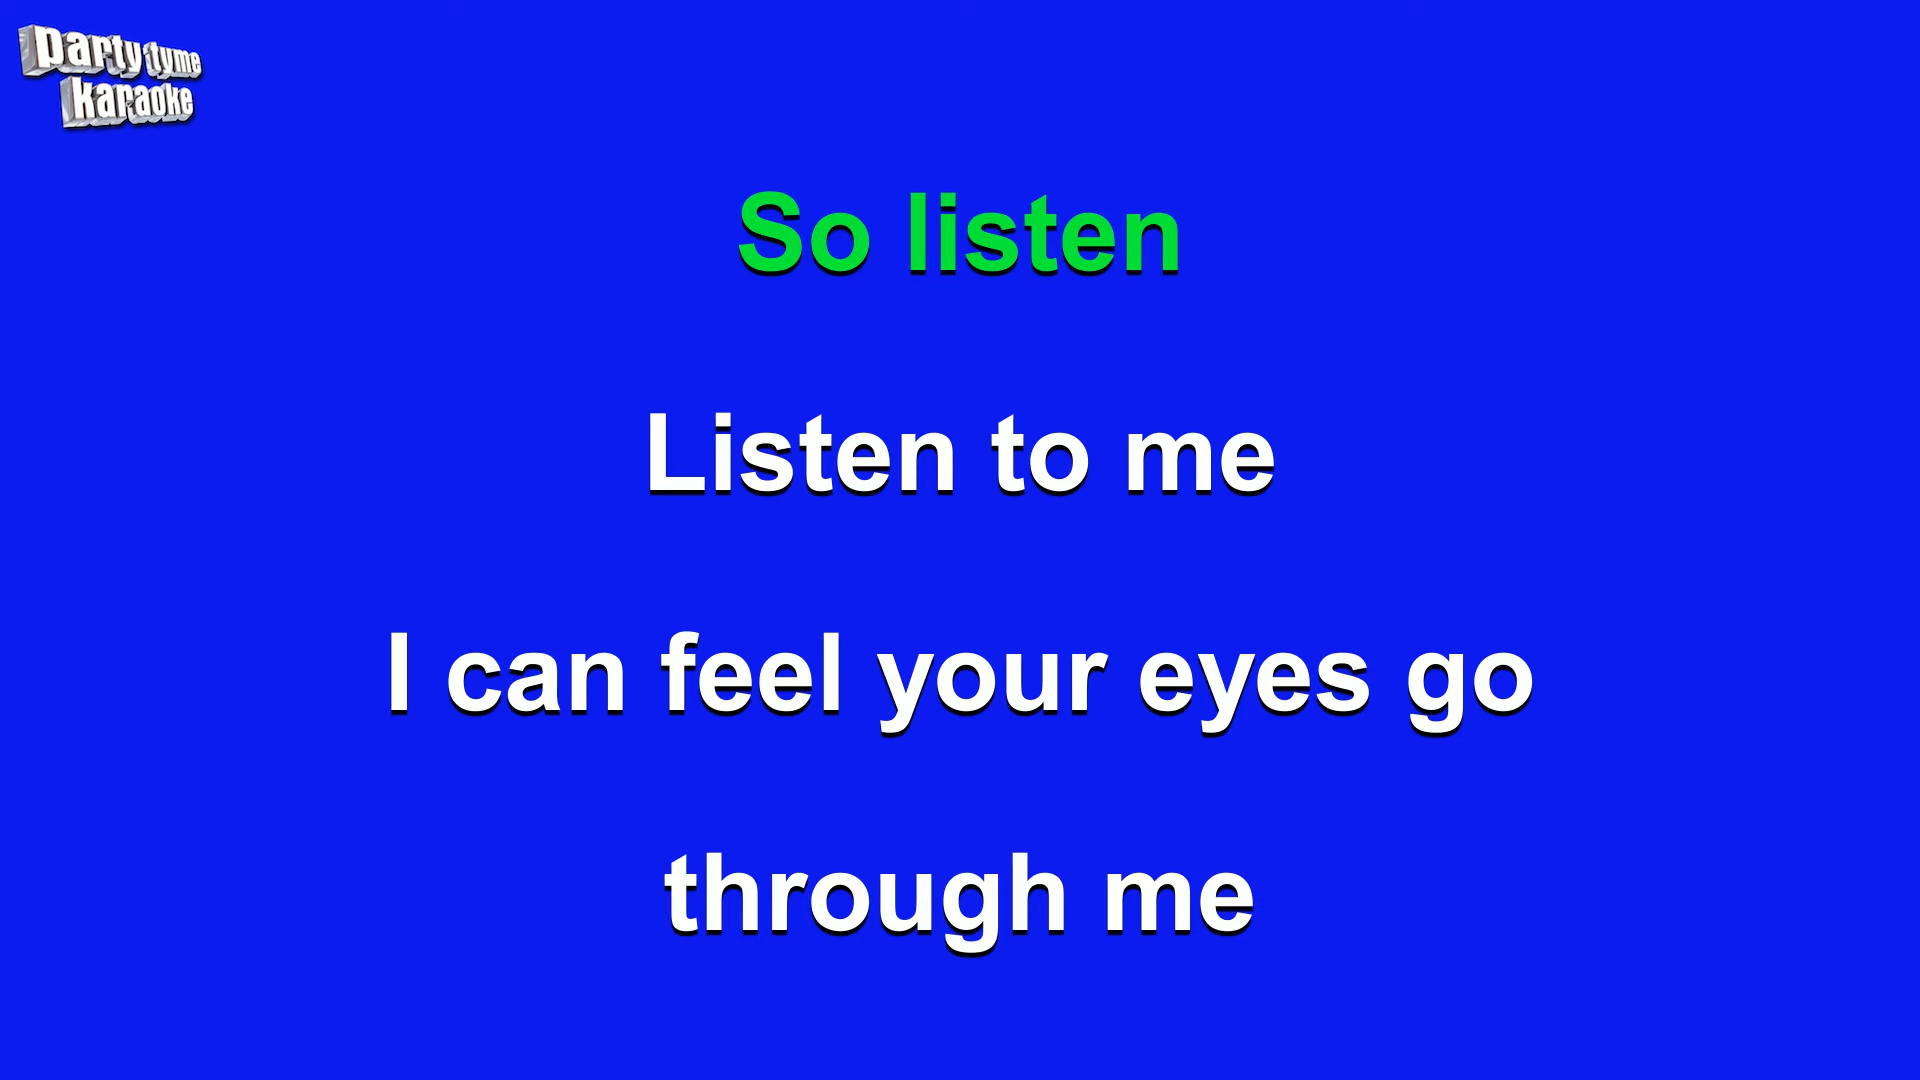 party tyme
karaoke
So listen
Listen to me
I can feel your eyes go
through me